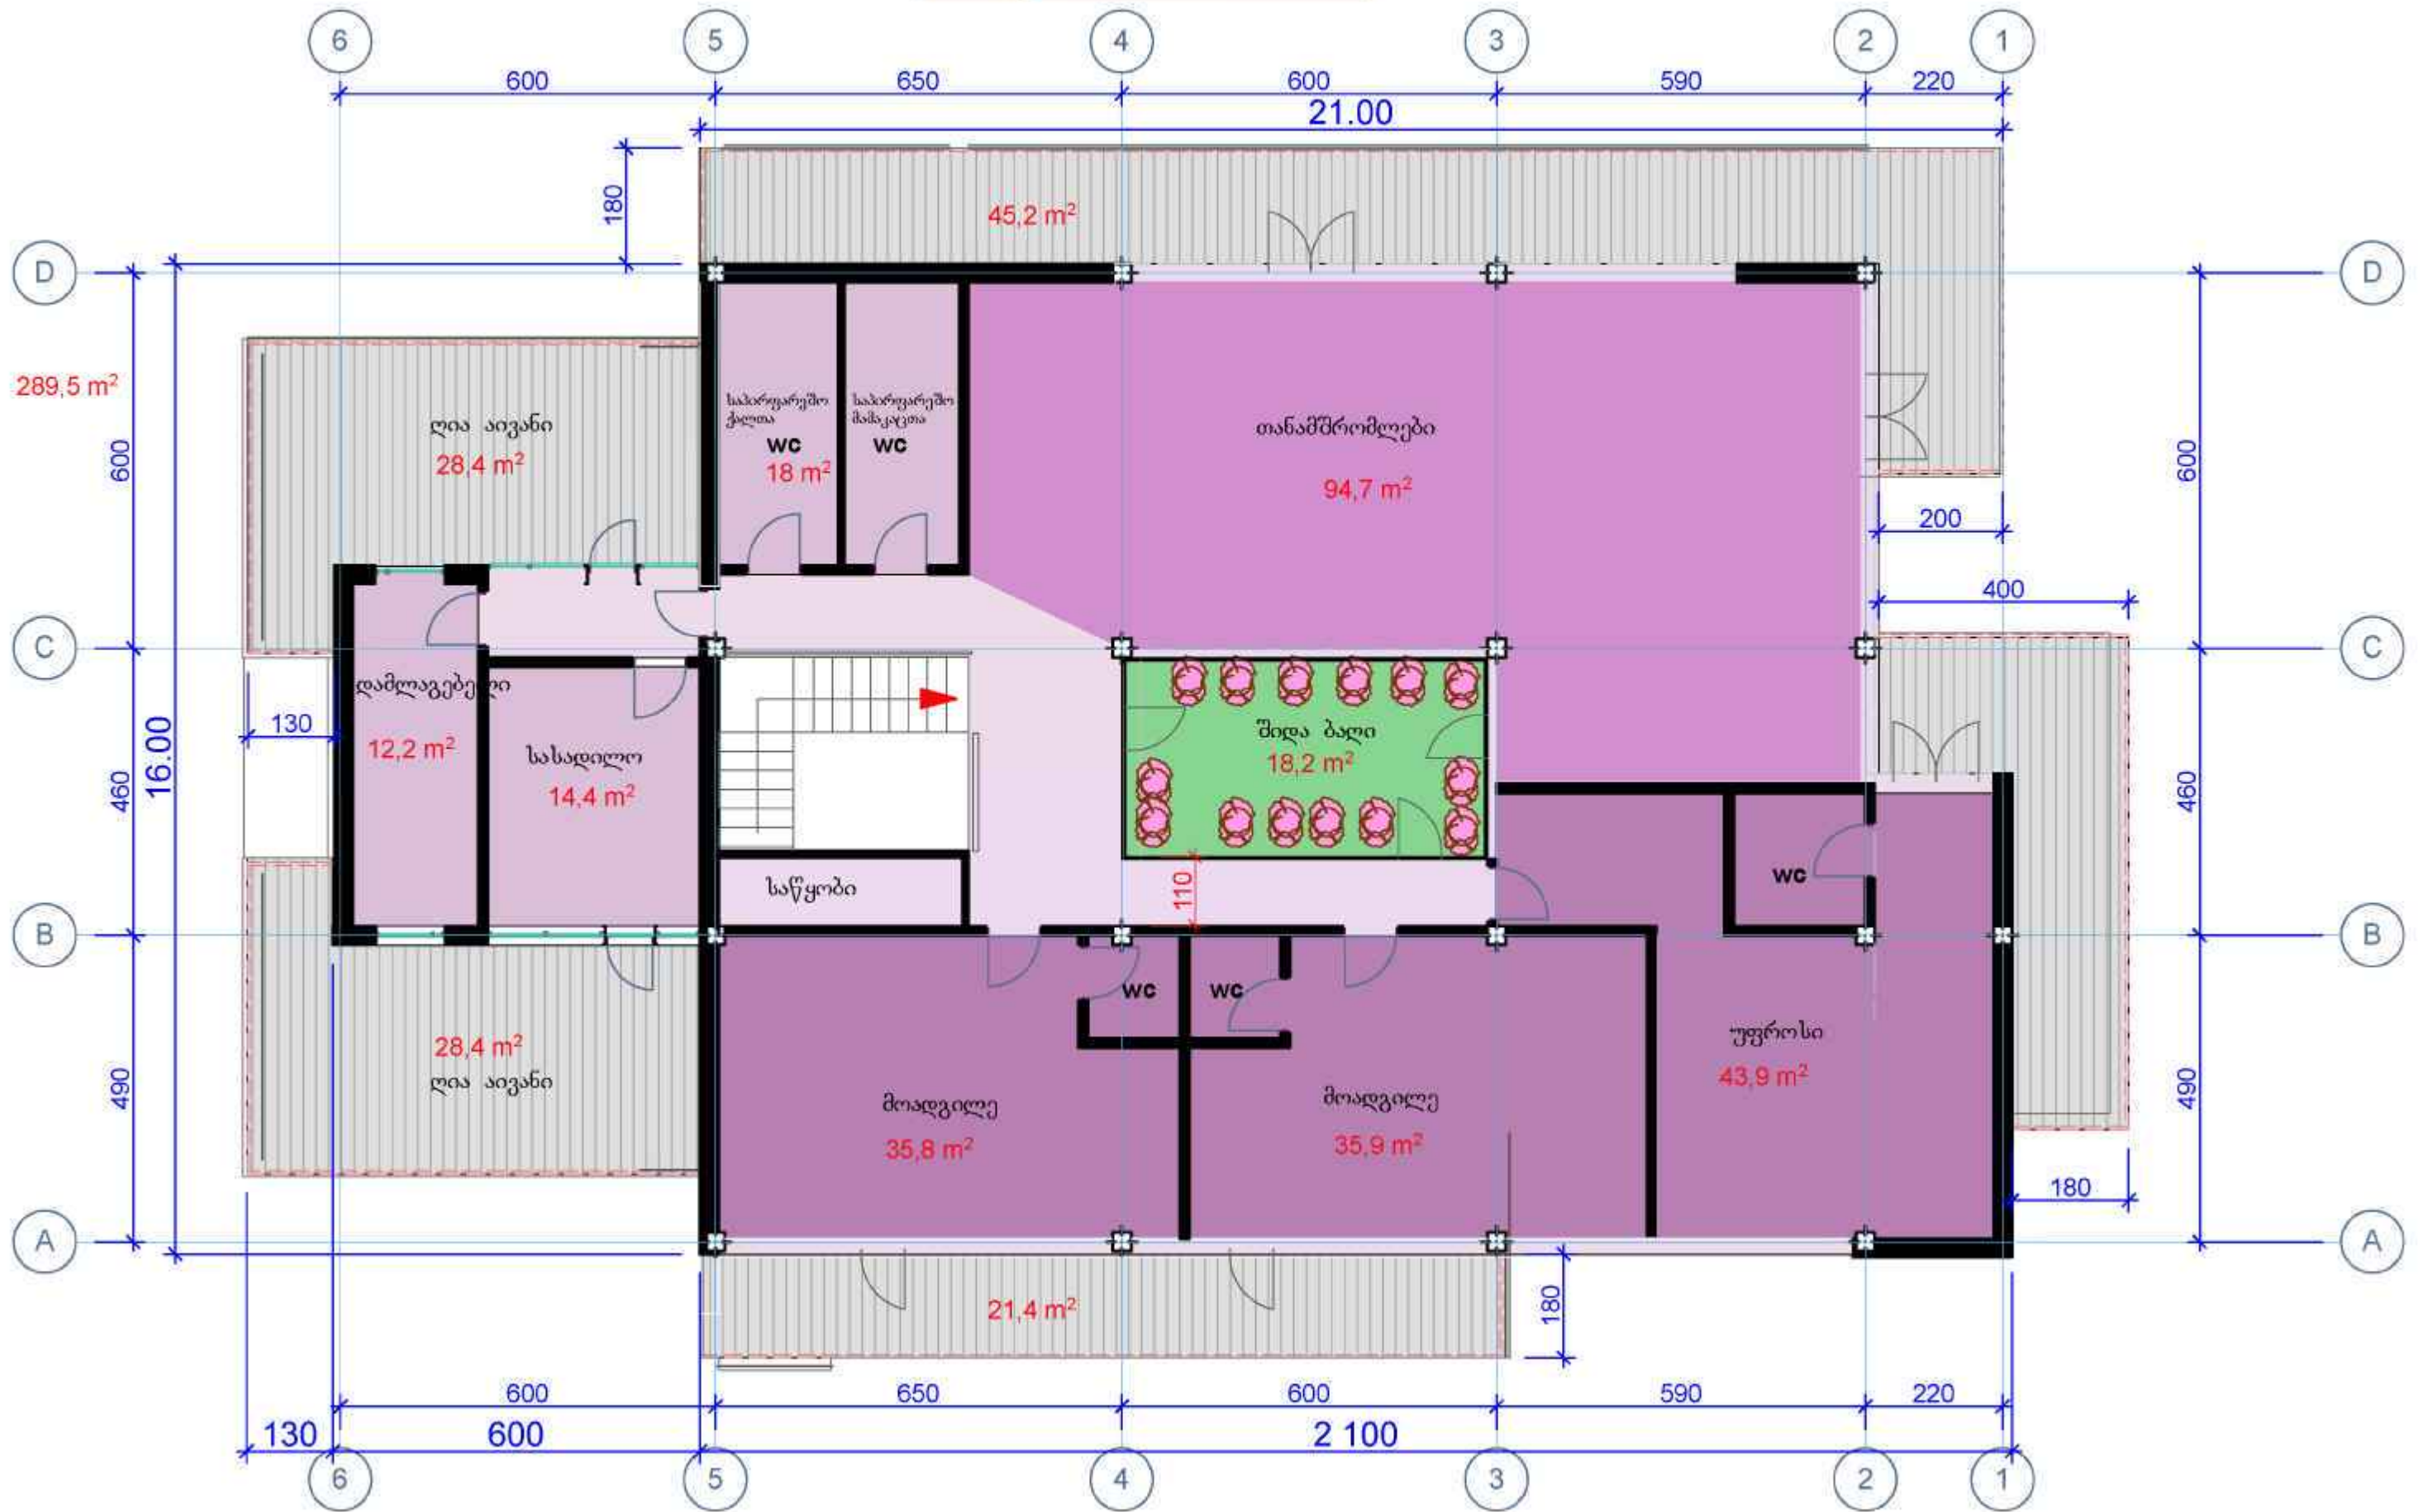 6 5 4 3 2 1
600 650 600 590 220
21.00
180
45,2 m²
D D
289,5 m²
ღია აივანი
28,4 m²
საპირფარეშო
ქალთა
wc
18 m²
საპირფარეშო
მამაკაცთა
wc
თანამშრომლები
94,7 m²
600 600
200
400
C C
დამლაგებელი
12,2 m²
130
16.00
სასადილო
14,4 m²
შიდა ბაღი
18,2 m²
460 460
საწყობი
110
wc
B B
wc wc
28,4 m²
ღია აივანი
მოადგილე
35,8 m²
მოადგილე
35,9 m²
უფროსი
43,9 m²
490 490
180
A A
21,4 m²
180
600 650 600 590 220
130 600 2 100
6 5 4 3 2 1